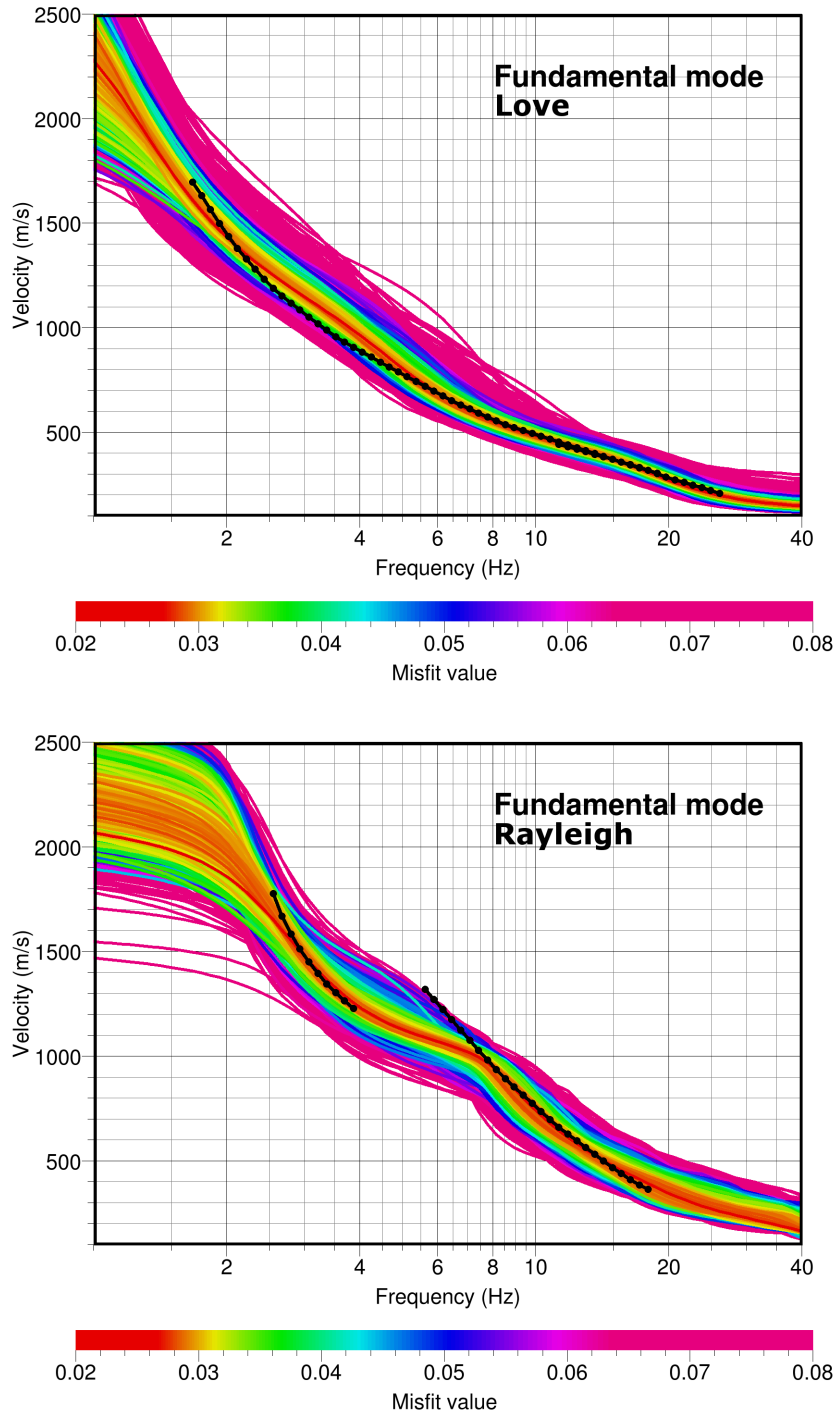 2500
2000
1500
1000
500
Velocity (m/s)
Fundamental mode
Love
2 4 6 8 10 20 40
Frequency (Hz)
0.02 0.03 0.04 0.05 0.06 0.07 0.08
Misfit value
2500
2000
1500
1000
500
Velocity (m/s)
Fundamental mode
Rayleigh
2 4 6 8 10 20 40
Frequency (Hz)
0.02 0.03 0.04 0.05 0.06 0.07 0.08
Misfit value